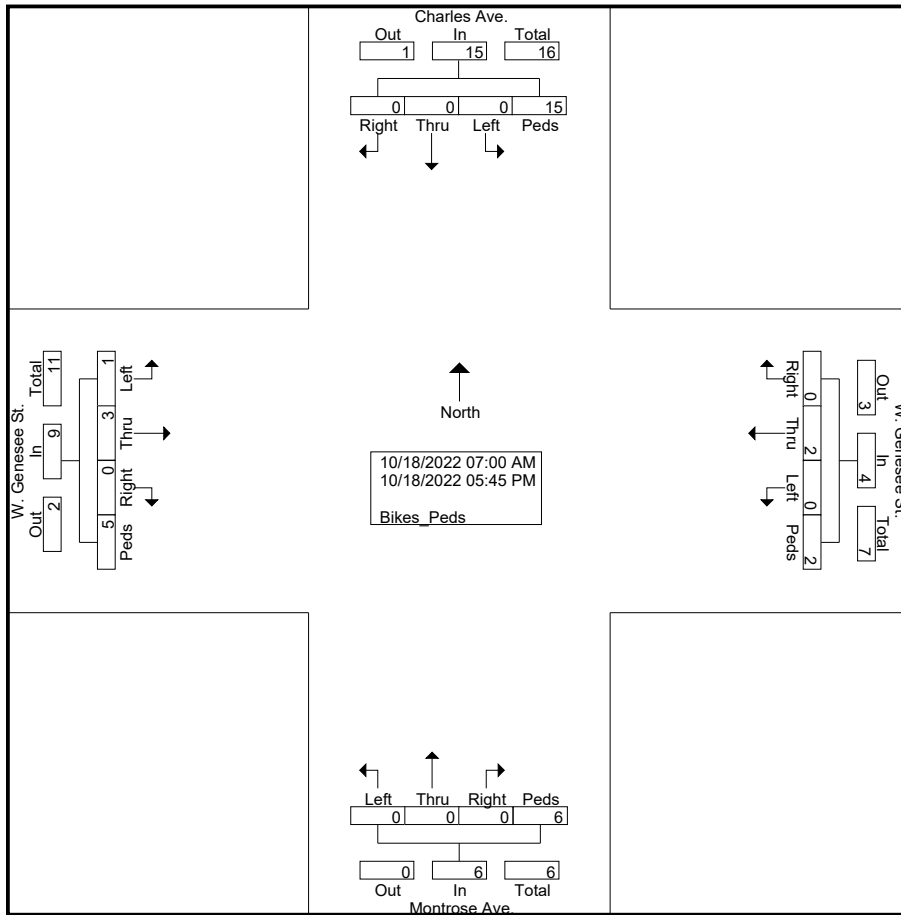 Charles Ave.
Out In Total
1 15 16
0 0 0 15
Right Thru Left Peds
W. Genesee St.
Total In Out
11 9 2
1 3 0 5
Left Thru Right Peds
North
10/18/2022 07:00 AM
10/18/2022 05:45 PM
Bikes_Peds
Right Thru Left Peds
0 2 0 2
Out In Total
3 4 7
W. Genesee St.
Left Thru Right Peds
0 0 0 6
0 6 6
Out In Total
Montrose Ave.